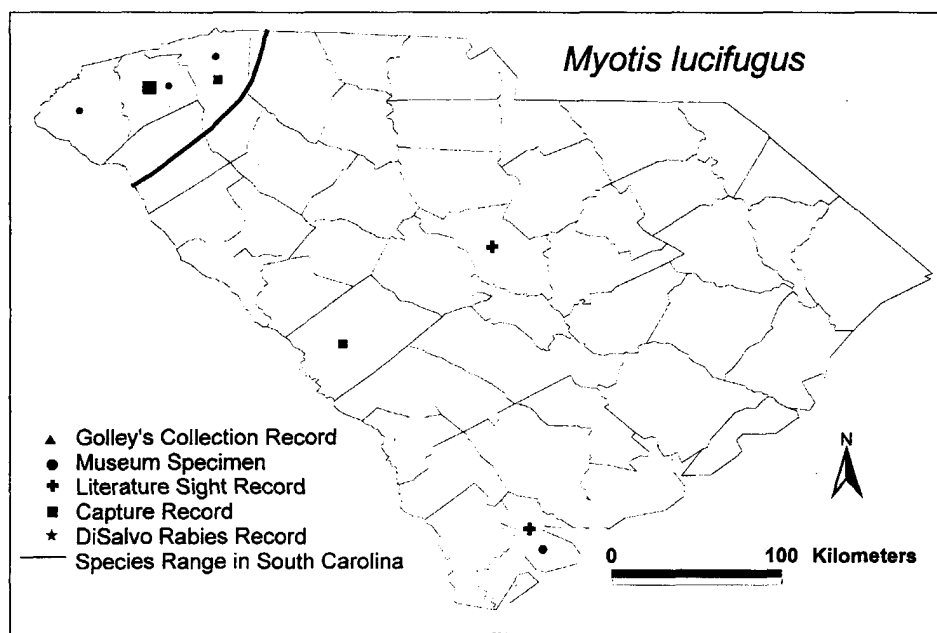 Myotis lucifugus
Golley's Collection Record
Museum Specimen
Literature Sight Record
Capture Record
DiSalvo Rabies Record
Species Range in South Carolina
N
0 100 Kilometers